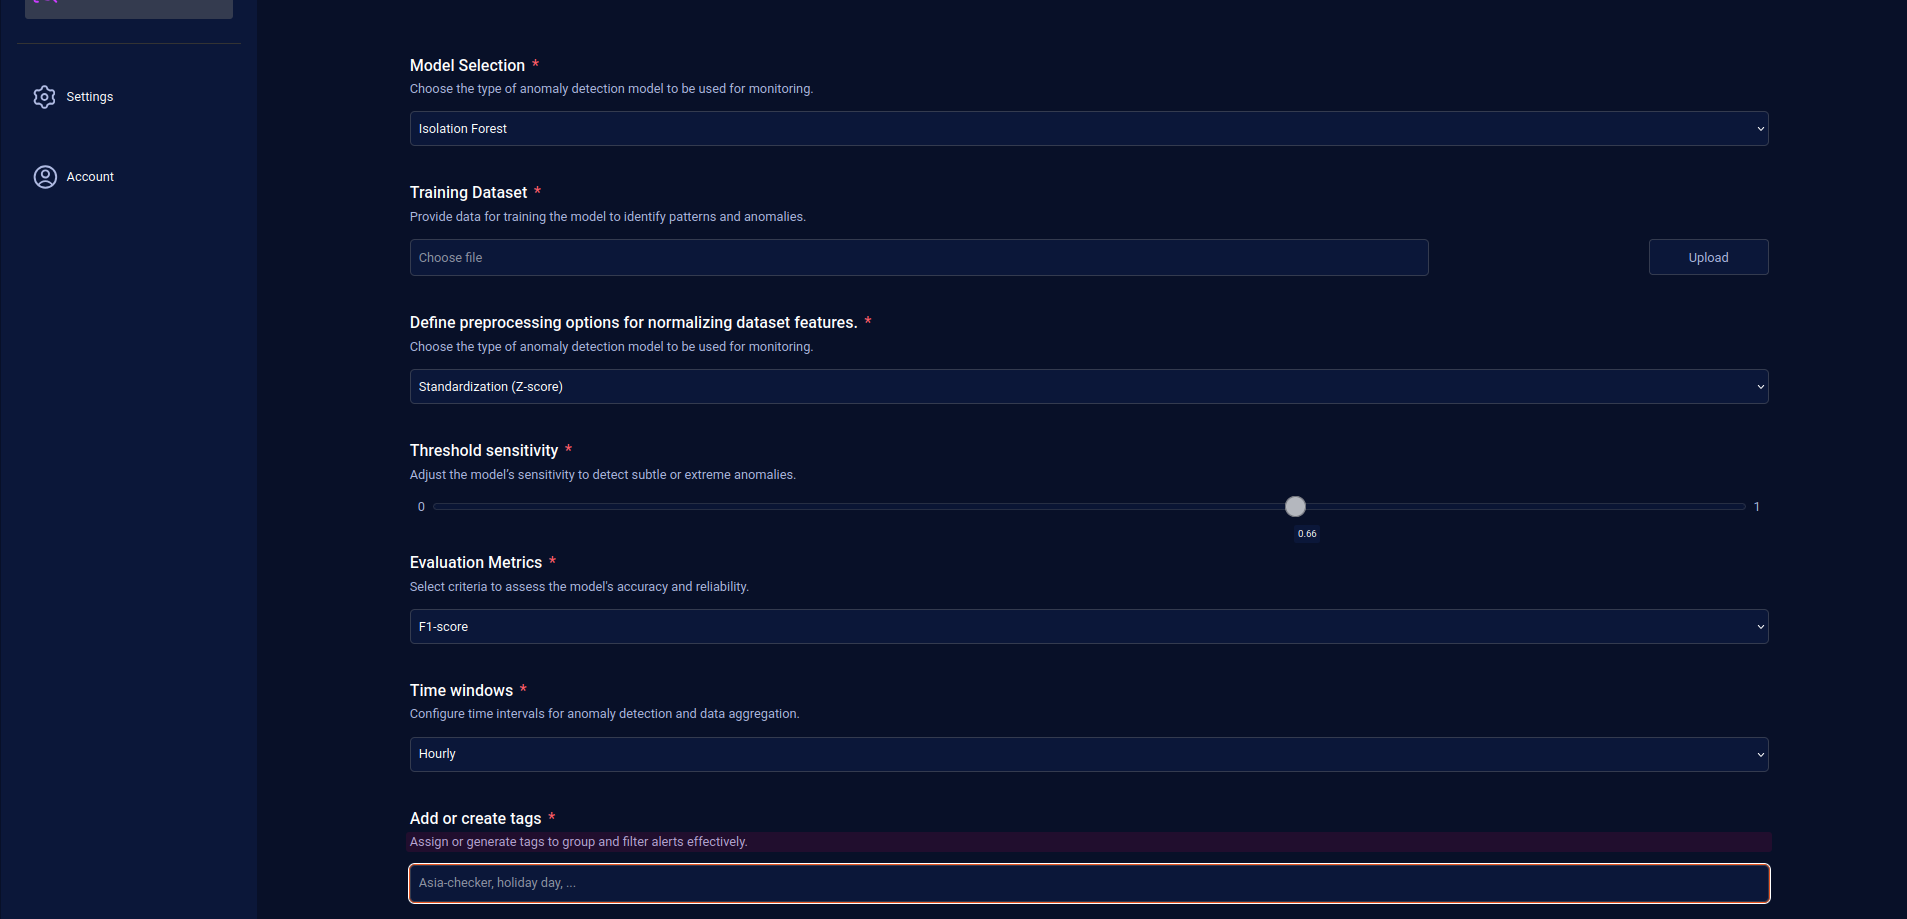 Settings
Account
Model Selection *
Choose the type of anomaly detection model to be used for monitoring.
Isolation Forest
Training Dataset *
Provide data for training the model to identify patterns and anomalies.
Choose file
Upload
Define preprocessing options for normalizing dataset features. *
Choose the type of anomaly detection model to be used for monitoring.
Standardization (Z-score)
Threshold sensitivity *
Adjust the model's sensitivity to detect subtle or extreme anomalies.
0 1
0.66
Evaluation Metrics *
Select criteria to assess the model's accuracy and reliability.
F1-score
Time windows *
Configure time intervals for anomaly detection and data aggregation.
Hourly
Add or create tags *
Assign or generate tags to group and filter alerts effectively.
Asia-checker, holiday day, ...